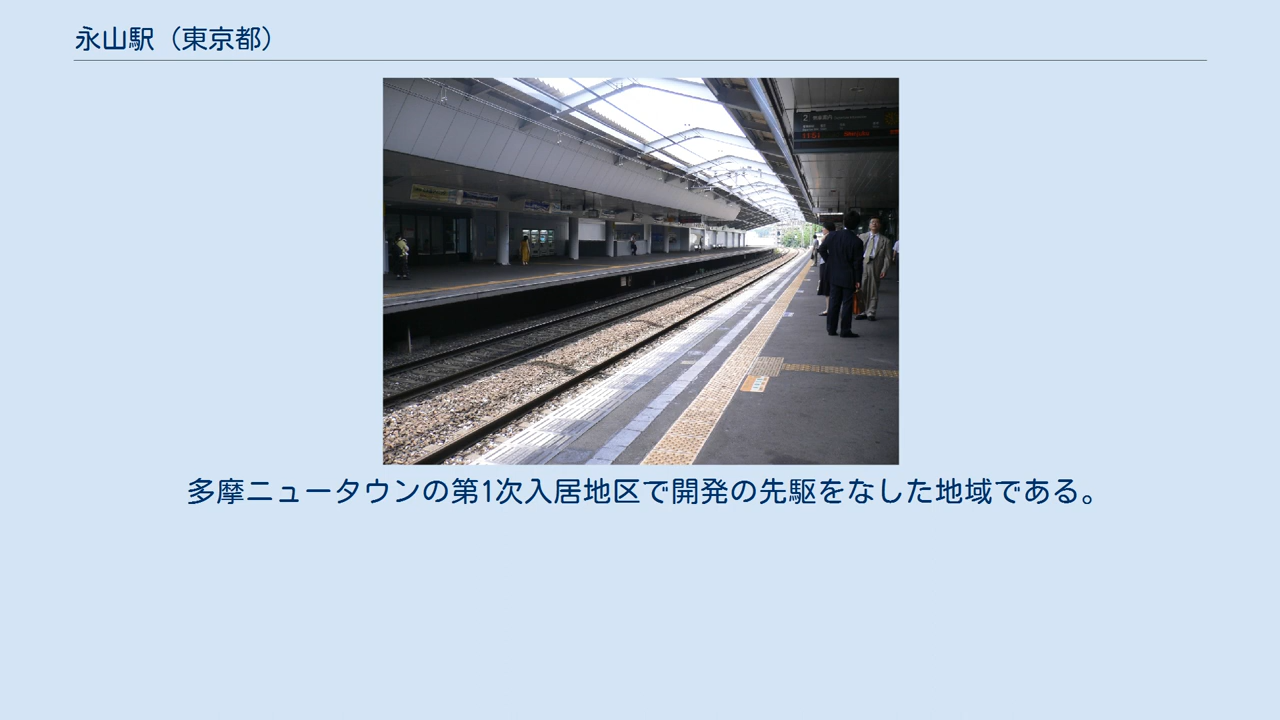 永山駅（東京都）
2
多摩ニュータウンの第1次入居地区で開発の先駆をなした地域である。